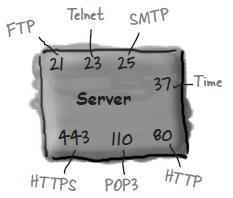 FTP Telnet SMTP
21 23 25
37 Time
Server
443 110 80
HTTPS POP3 HTTP